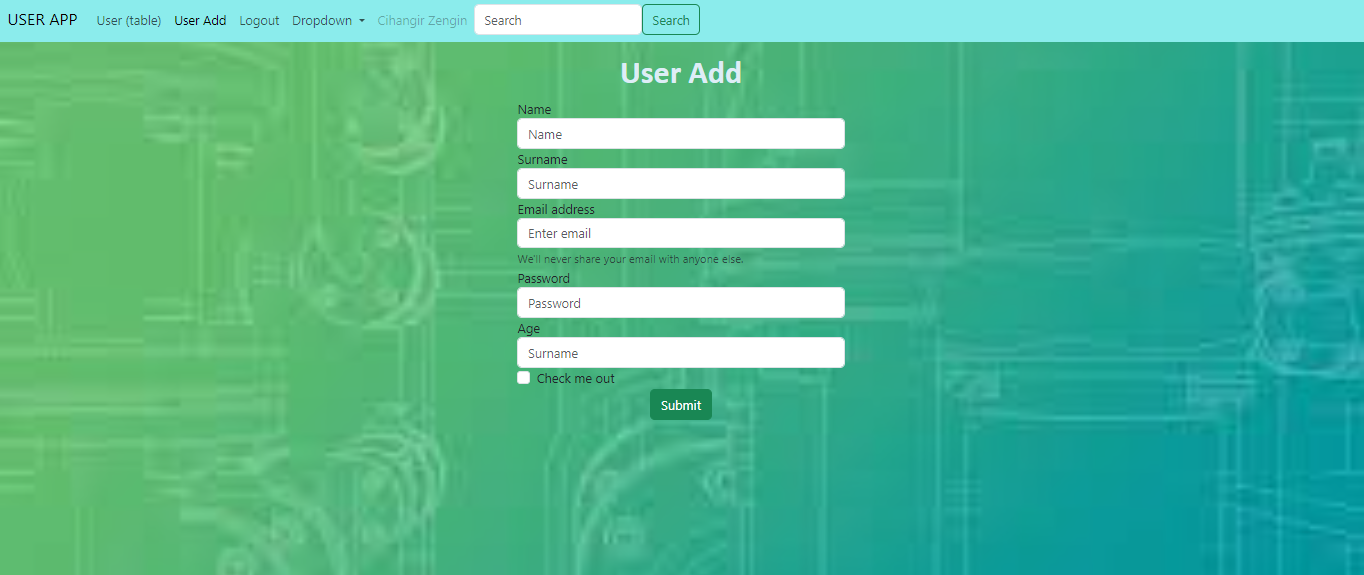 USER APP User (table) User Add Logout Dropdown Cihangir Zengin Search Search
User Add
Name
Name
Surname
Surname
Email address
Enter email
We'll never share your email with anyone else.
Password
Password
Age
Surname
Check me out
Submit